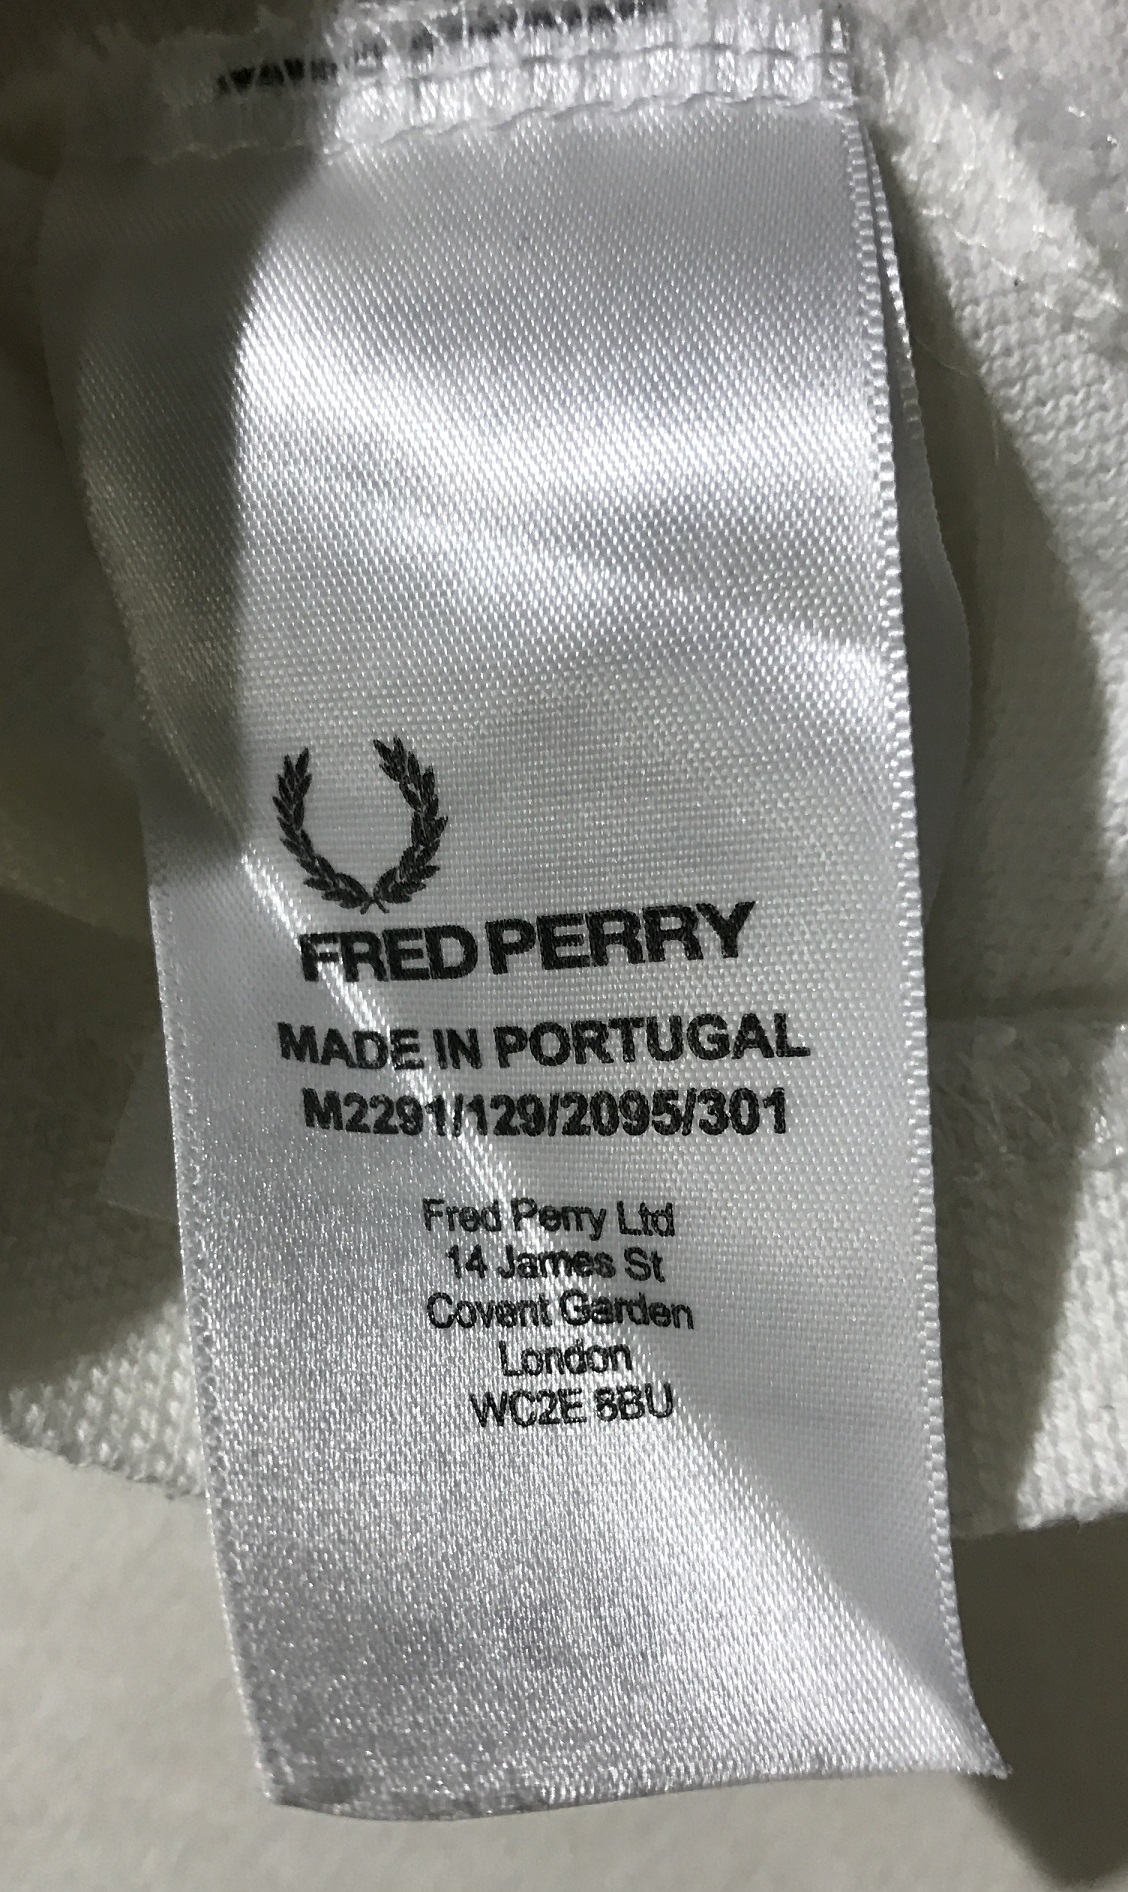 FRED PERRY
MADE IN PORTUGAL
M2291/129/2095/301
Fred Perry Ltd
14 James St
Covent Garden
London
WC2E 8BU